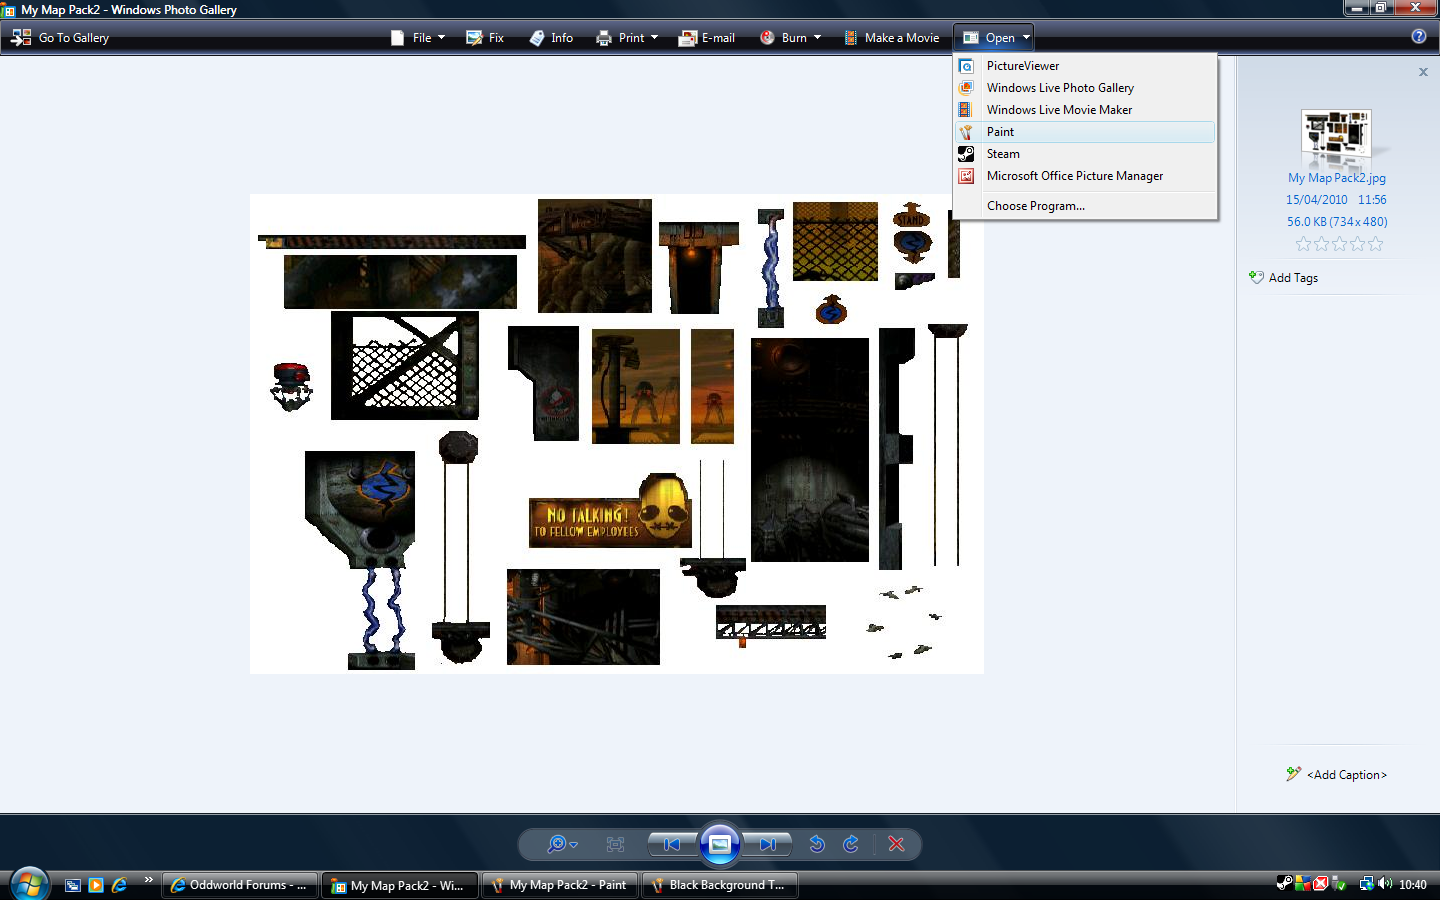 My Map Pack2 - Windows Photo Gallery
Go To Gallery
File
Fix
Info
Print
E-mail
Burn
Make a Movie
Open
PictureViewer
Windows Live Photo Gallery
Windows Live Movie Maker
Paint
Steam
Microsoft Office Picture Manager
Choose Program...
My Map Pack2.jpg
15/04/2010 11:56
56.0 KB (734 x 480)
Add Tags
<Add Caption>
STAND
NO TALKING!
TO FELLOW EMPLOYEES
Oddworld Forums - ...
My Map Pack2 - Wi...
My Map Pack2 - Paint
Black Background T...
10:40